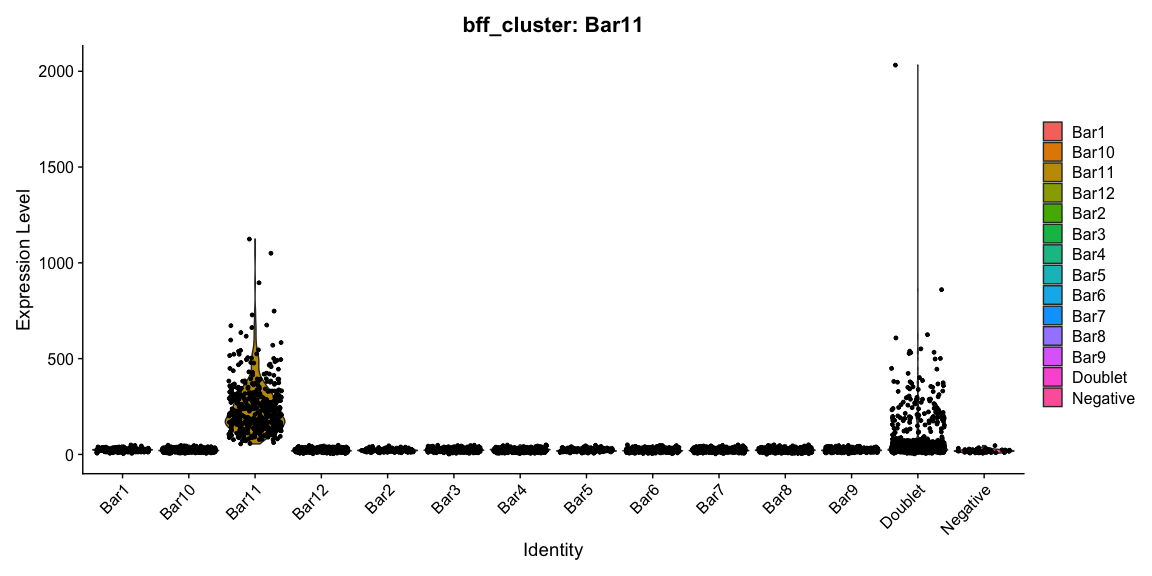 bff_cluster: Bar11
Expression Level
2000
1500
1000
500
0
Bar1
Bar10
Bar11
Bar12
Bar2
Bar3
Bar4
Bar5
Bar6
Bar7
Bar8
Bar9
Doublet
Negative
Identity
Bar1
Bar10
Bar11
Bar12
Bar2
Bar3
Bar4
Bar5
Bar6
Bar7
Bar8
Bar9
Doublet
Negative